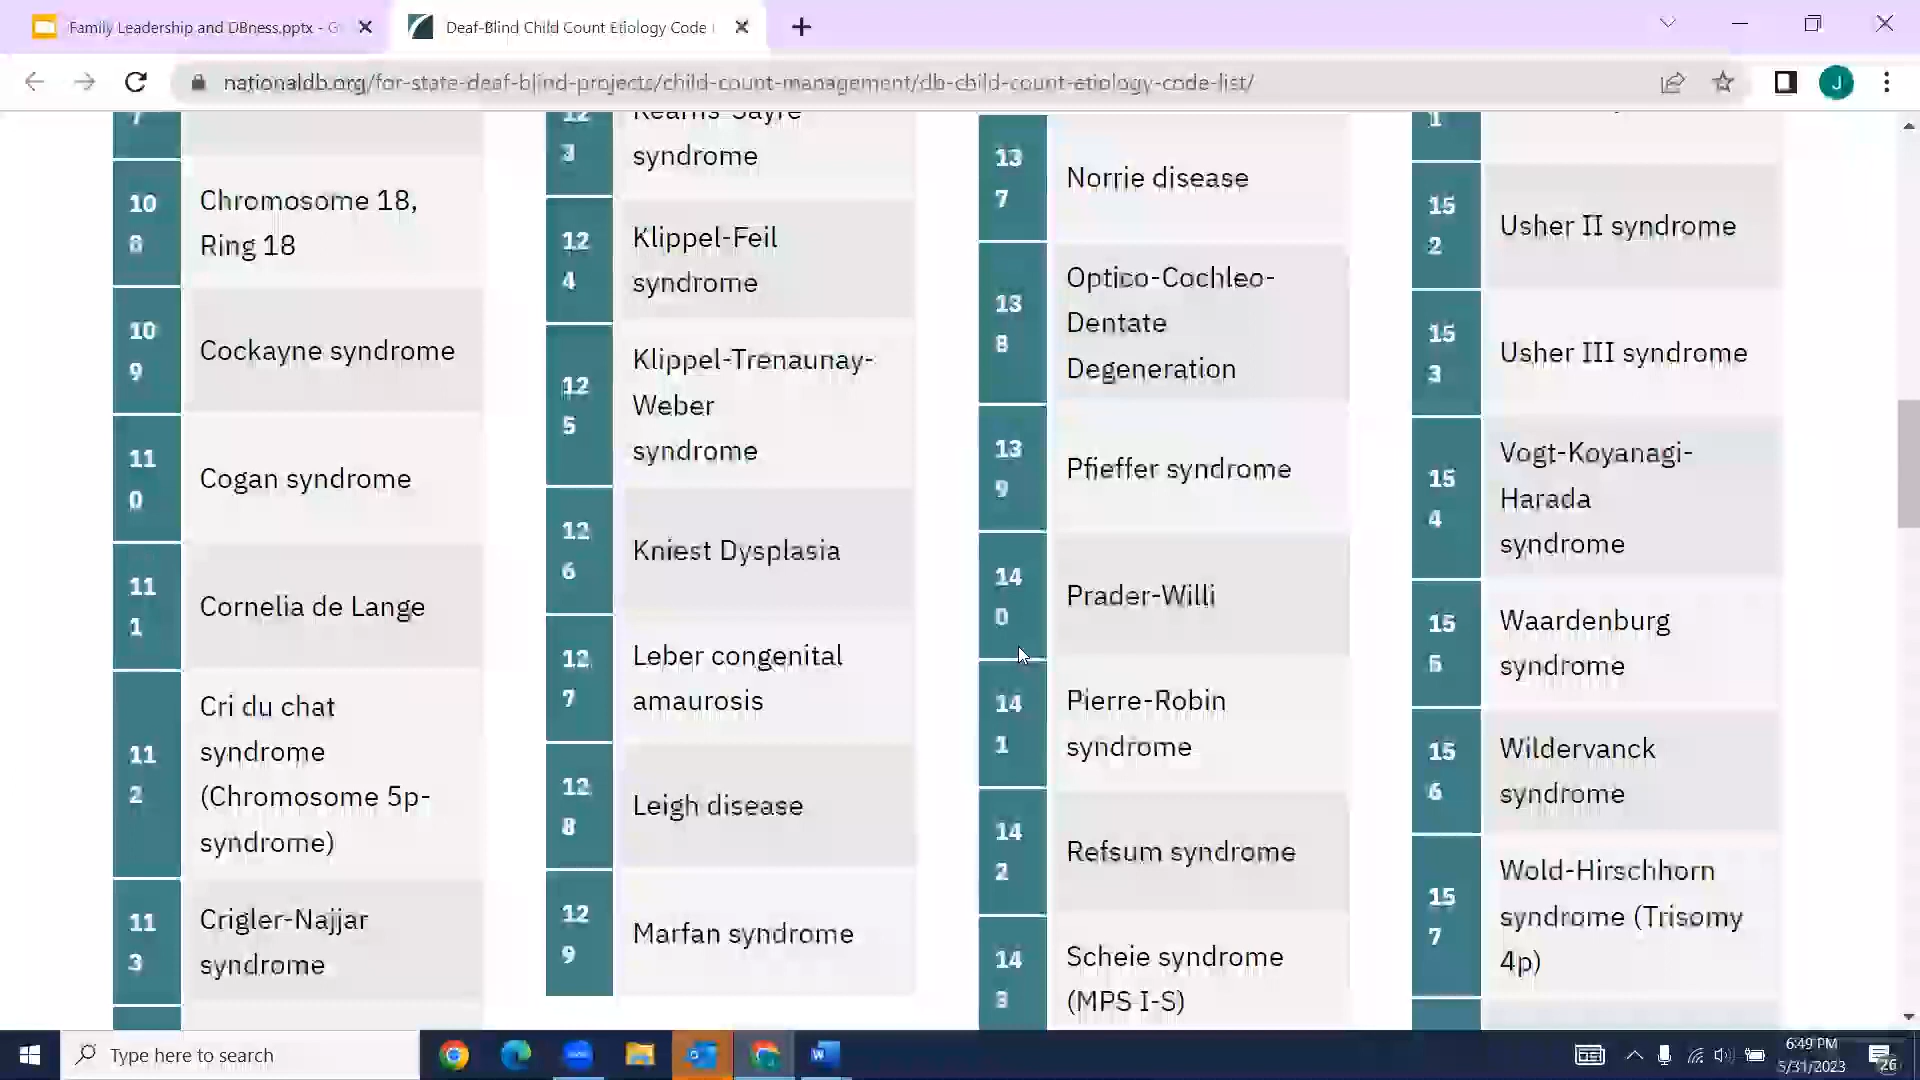 Family Leadership and DBness.pptx - G
Deaf-Blind Child Count Etiology Code
nationaldb.org/for-state-deaf-blind-projects/child-count-management/db-child-count-etiology-code-list/
J
7
10
8
Chromosome 18,
Ring 18
10
9
Cockayne syndrome
11
0
Cogan syndrome
11
1
Cornelia de Lange
11
2
Cri du chat
syndrome
(Chromosome 5p-
syndrome)
11
3
Crigler-Najjar
syndrome
12
3
Kearns-Sayre
syndrome
12
4
Klippel-Feil
syndrome
12
5
Klippel-Trenaunay-
Weber
syndrome
12
6
Kniest Dysplasia
12
7
Leber congenital
amaurosis
12
8
Leigh disease
12
9
Marfan syndrome
13
7
Norrie disease
13
8
Optico-Cochleo-
Dentate
Degeneration
13
9
Pfieffer syndrome
14
0
Prader-Willi
14
1
Pierre-Robin
syndrome
14
2
Refsum syndrome
14
3
Scheie syndrome
(MPS I-S)
1
15
2
Usher II syndrome
15
3
Usher III syndrome
15
4
Vogt-Koyanagi-
Harada
syndrome
15
5
Waardenburg
syndrome
15
6
Wildervanck
syndrome
15
7
Wold-Hirschhorn
syndrome (Trisomy
4p)
Type here to search
6:49 PM
5/31/2023
26